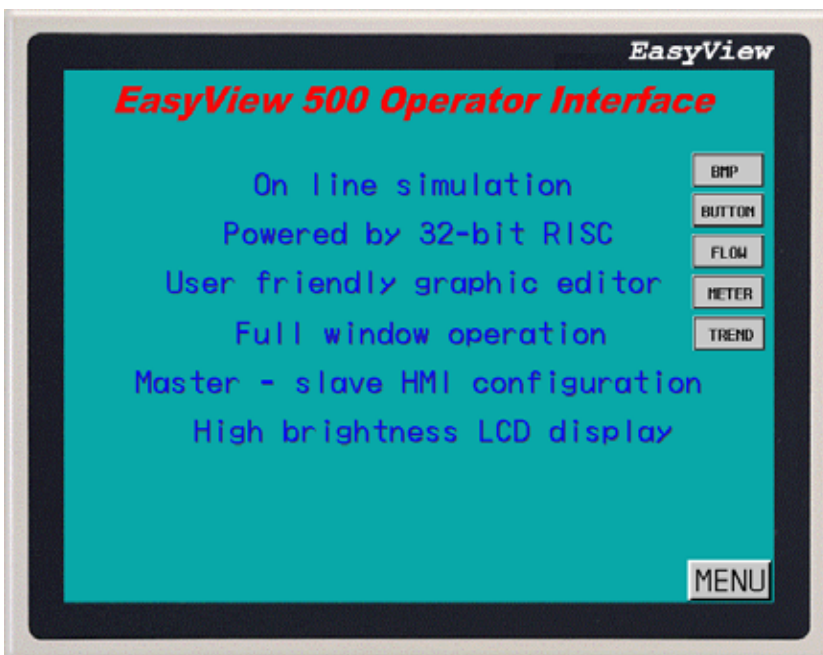 EasyView
EasyView 500 Operator Interface
On line simulation
Powered by 32-bit RISC
User friendly graphic editor
Full window operation
Master - slave HMI configuration
High brightness LCD display
BMP
BUTTON
FLOW
METER
TREND
MENU